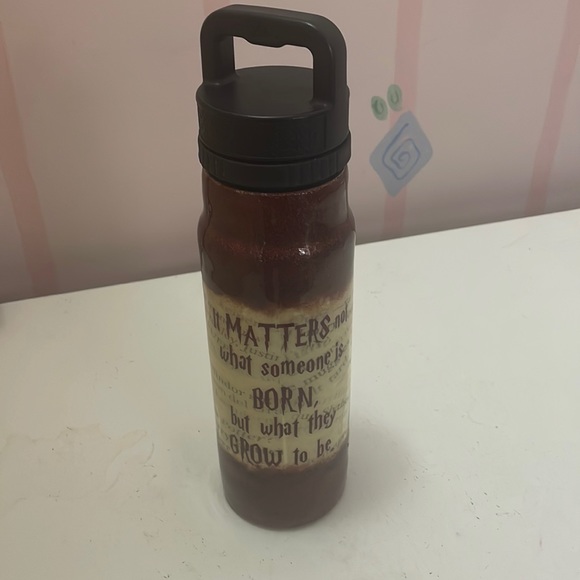 It MATTERS not
what someone is
BORN,
but what they
GROW to be.